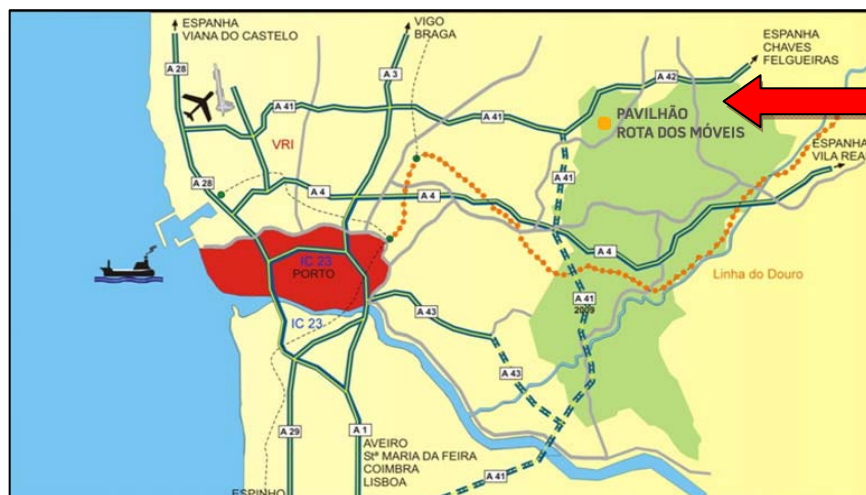 ESPANHA
VIANA DO CASTELO
VIGO
BRAGA
ESPANHA
CHAVES
FELGUEIRAS
A 28
A 3
A 42
A 41
A 41
PAVILHÃO
ROTA DOS MÓVEIS
VRI
A 41
ESPANHA
VILA REA
A 28
A 4
A 4
A 4
IC 23
PORTO
Linha do Douro
A 41
2009
A 43
IC 23
A 43
A 29
A 1
AVEIRO
Stª MARIA DA FEIRA
COIMBRA
LISBOA
A 41
ESPINHO